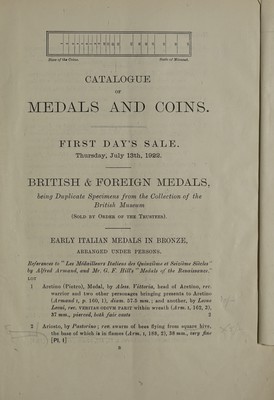 Sizes of the Coins.
Sizes of Mionnet.
CATALOGUE
OF
MEDALS AND COINS.
FIRST DAY'S SALE.
Thursday, July 13th, 1922.
BRITISH & FOREIGN MEDALS,
being Duplicate Specimens from the Collection of the
British Museum
(SOLD BY ORDER OF THE TRUSTEES).
EARLY ITALIAN MEDALS IN BRONZE,
ARRANGED UNDER PERSONS.
References to "Les Médailleurs Italiens des Quinzième et Seizième Siècles"
by Alfred Armand, and Mr. G. F. Hill's "Medals of the Renaissance."
LOT
1 Aretino (Pietro), Medal, by Aless. Vittoria, head of Aretino, rev.
warrior and two other personages bringing presents to Aretino
(Armand i, p. 160, 1), diam. 57.5 mm.; and another, by Leone
Leoni, rev. VERITAS ODIVM PARIT within wreath (Arm. i, 163, 3),
37 mm., pierced, both fair casts 2
2 Ariosto, by Pastorino; rev. swarm of bees flying from square hive,
the base of which is in flames (Arm. i, 188, 2), 38 mm., very fine
[Pl. I]
B